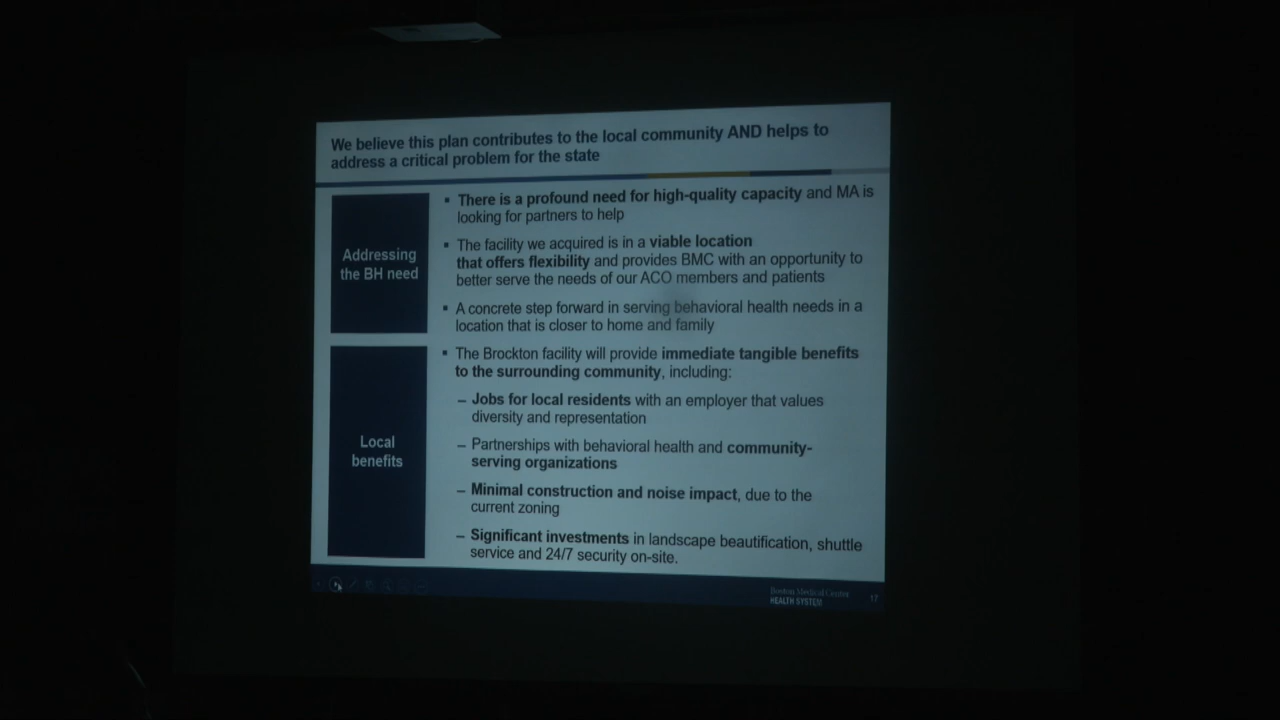 We believe this plan contributes to the local community AND helps to
address a critical problem for the state
Addressing
the BH need
▪ There is a profound need for high-quality capacity and MA is
looking for partners to help
▪ The facility we acquired is in a viable location
that offers flexibility and provides BMC with an opportunity to
better serve the needs of our ACO members and patients
▪ A concrete step forward in serving behavioral health needs in a
location that is closer to home and family
Local
benefits
▪ The Brockton facility will provide immediate tangible benefits
to the surrounding community, including:
– Jobs for local residents with an employer that values
diversity and representation
– Partnerships with behavioral health and community-
serving organizations
– Minimal construction and noise impact, due to the
current zoning
– Significant investments in landscape beautification, shuttle
service and 24/7 security on-site.
Boston Medical Center
HEALTH SYSTEM
17